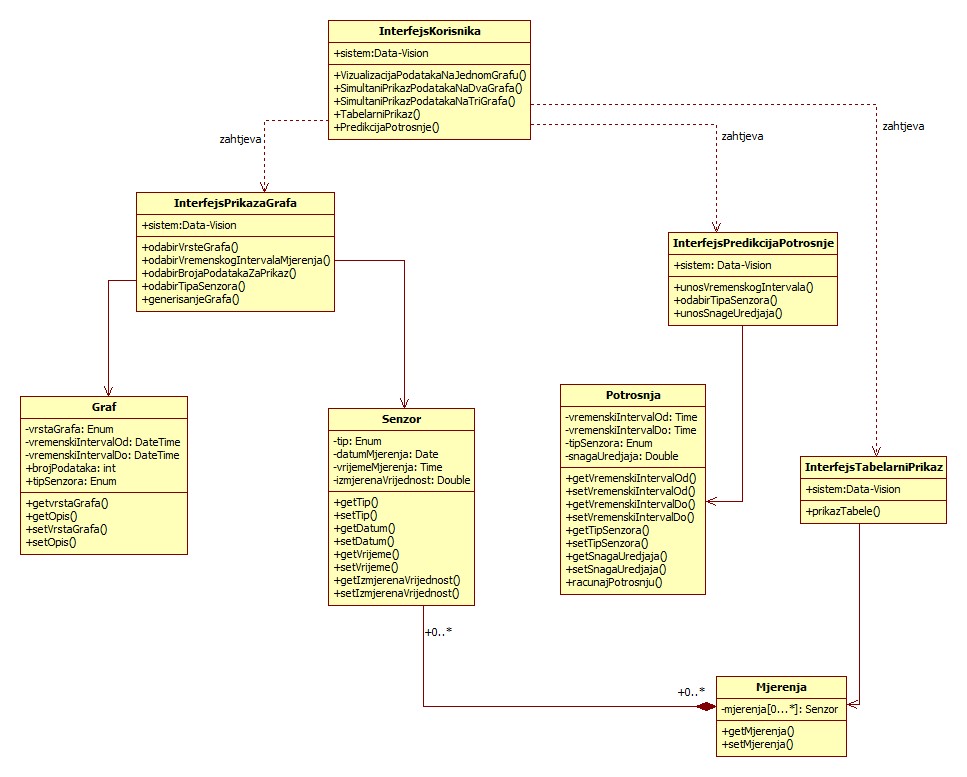 InterfejsKorisnika
+sistem:Data-Vision
+VizualizacijaPodatakaNaJednomGrafu()
+SimultaniPrikazPodatakaNaDvaGrafa()
+SimultaniPrikazPodatakaNaTriGrafa()
+TabelarniPrikaz()
+PredikcijaPotrosnje()
zahtjeva
zahtjeva
zahtjeva
InterfejsPrikazaGrafa
+sistem:Data-Vision
+odabirVrsteGrafa()
+odabirVremenskogIntervalaMjerenja()
+odabirBrojaPodatakaZaPrikaz()
+odabirTipaSenzora()
+generisanjeGrafa()
InterfejsPredikcijaPotrosnje
+sistem: Data-Vision
+unosVremenskogIntervala()
+odabirTipaSenzora()
+unosSnageUredjaja()
Graf
-vrstaGrafa: Enum
-vremenskiIntervalOd: DateTime
-vremenskiIntervalDo: DateTime
+brojPodataka: int
+tipSenzora: Enum
+getvrstaGrafa()
+getOpis()
+setVrstaGrafa()
+setOpis()
Senzor
-tip: Enum
-datumMjerenja: Date
-vrijemeMjerenja: Time
-izmjerenaVrijednost: Double
+getTip()
+setTip()
+getDatum()
+setDatum()
+getVrijeme()
+setVrijeme()
+getIzmjerenaVrijednost()
+setIzmjerenaVrijednost()
Potrosnja
-vremenskiIntervalOd: Time
-vremenskiIntervalDo: Time
-tipSenzora: Enum
-snagaUredjaja: Double
+getVremenskiIntervalOd()
+setVremenskiIntervalOd()
+getVremenskiIntervalDo()
+setVremenskiIntervalDo()
+getTipSenzora()
+setTipSenzora()
+getSnagaUredjaja()
+setSnagaUredjaja()
+racunajPotrosnju()
InterfejsTabelarniPrikaz
+sistem:Data-Vision
+prikazTabele()
+0..*
+0..*
Mjerenja
-mjerenja[0...*]: Senzor
+getMjerenja()
+setMjerenja()